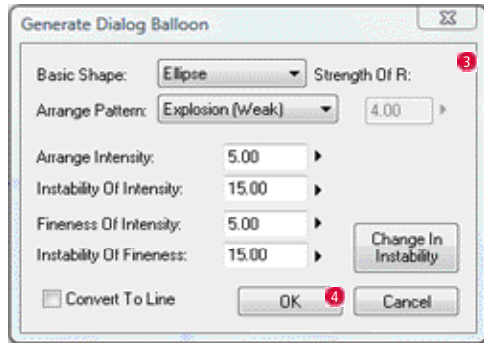 Generate Dialog Balloon
Basic Shape: Ellipse Strength Of R: 3
Arrange Pattern: Explosion (Weak) 4.00
Arrange Intensity: 5.00
Instability Of Intensity: 15.00
Fineness Of Intensity: 5.00
Instability Of Fineness: 15.00
Change In
Instability
Convert To Line OK 4 Cancel